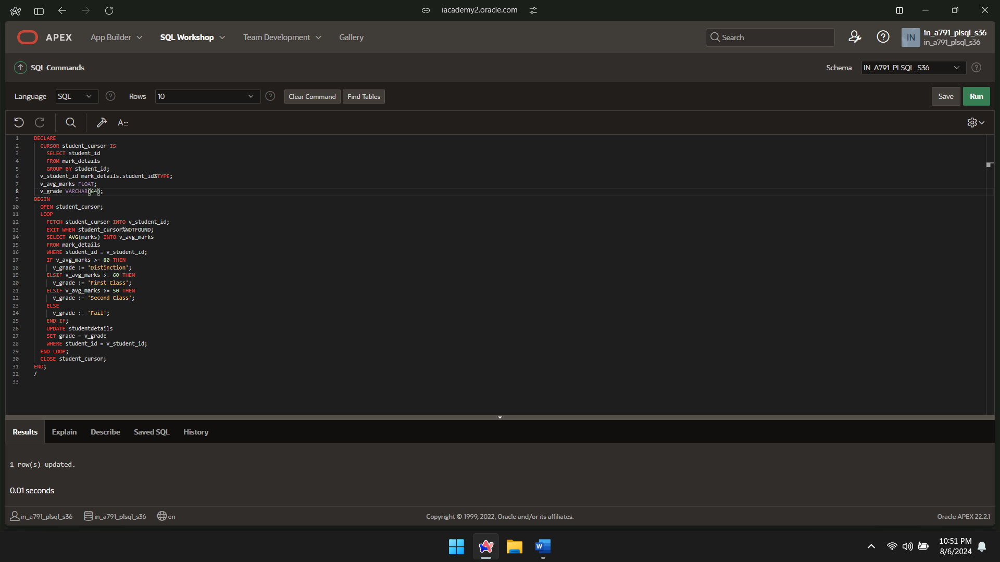 iacademy2.oracle.com
APEX App Builder SQL Workshop Team Development Gallery Search IN in_a791_plsql_s36
in_a791_plsql_s36
SQL Commands Schema IN_A791_PLSQL_S36
Language SQL Rows 10 Clear Command Find Tables Save Run
A
1 DECLARE
2 CURSOR student_cursor IS
3 SELECT student_id
4 FROM mark_details
5 GROUP BY student_id;
6 v_student_id mark_details.student_id%TYPE;
7 v_avg_marks FLOAT;
8 v_grade VARCHAR(64);
9 BEGIN
10 OPEN student_cursor;
11 LOOP
12 FETCH student_cursor INTO v_student_id;
13 EXIT WHEN student_cursor%NOTFOUND;
14 SELECT AVG(marks) INTO v_avg_marks
15 FROM mark_details
16 WHERE student_id = v_student_id;
17 IF v_avg_marks >= 80 THEN
18 v_grade := 'Distinction';
19 ELSIF v_avg_marks >= 60 THEN
20 v_grade := 'First Class';
21 ELSIF v_avg_marks >= 50 THEN
22 v_grade := 'Second Class';
23 ELSE
24 v_grade := 'Fail';
25 END IF;
26 UPDATE studentdetails
27 SET grade = v_grade
28 WHERE student_id = v_student_id;
29 END LOOP;
30 CLOSE student_cursor;
31 END;
32 /
33
Results Explain Describe Saved SQL History
1 row(s) updated.
0.01 seconds
in_a791_plsql_s36 in_a791_plsql_s36 en Copyright © 1999, 2022, Oracle and/or its affiliates. Oracle APEX 22.2.1
W 10:51 PM
8/6/2024